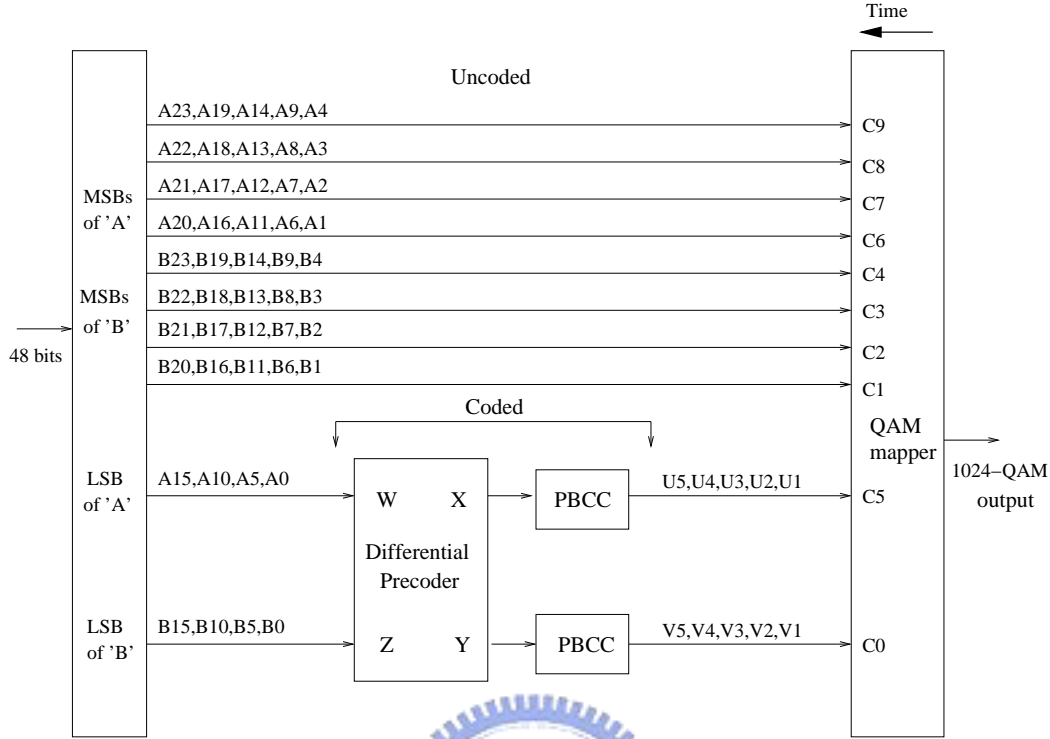 Time
Uncoded
A23,A19,A14,A9,A4
C9
A22,A18,A13,A8,A3
C8
MSBs
of 'A'
A21,A17,A12,A7,A2
C7
A20,A16,A11,A6,A1
C6
B23,B19,B14,B9,B4
C4
MSBs
of 'B'
B22,B18,B13,B8,B3
C3
48 bits
B21,B17,B12,B7,B2
C2
B20,B16,B11,B6,B1
C1
Coded
QAM
mapper
1024−QAM
output
LSB
of 'A'
A15,A10,A5,A0
W
X
PBCC
U5,U4,U3,U2,U1
C5
Differential
Precoder
LSB
of 'B'
B15,B10,B5,B0
Z
Y
PBCC
V5,V4,V3,V2,V1
C0